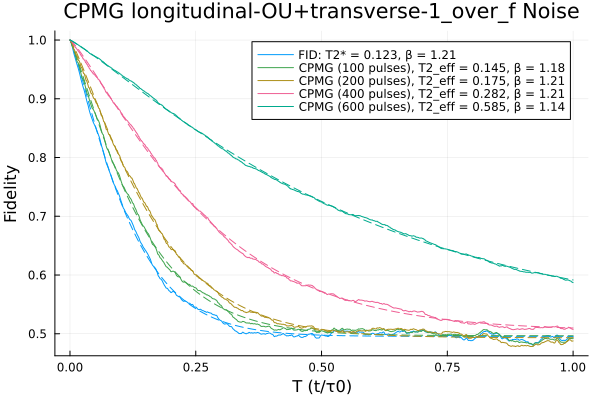 CPMG longitudinal-OU+transverse-1_over_f Noise
FID: T2* = 0.123, β = 1.21
CPMG (100 pulses), T2_eff = 0.145, β = 1.18
CPMG (200 pulses), T2_eff = 0.175, β = 1.21
CPMG (400 pulses), T2_eff = 0.282, β = 1.21
CPMG (600 pulses), T2_eff = 0.585, β = 1.14
Fidelity
1.0
0.9
0.8
0.7
0.6
0.5
0.00 0.25 0.50 0.75 1.00
T (t/τ0)